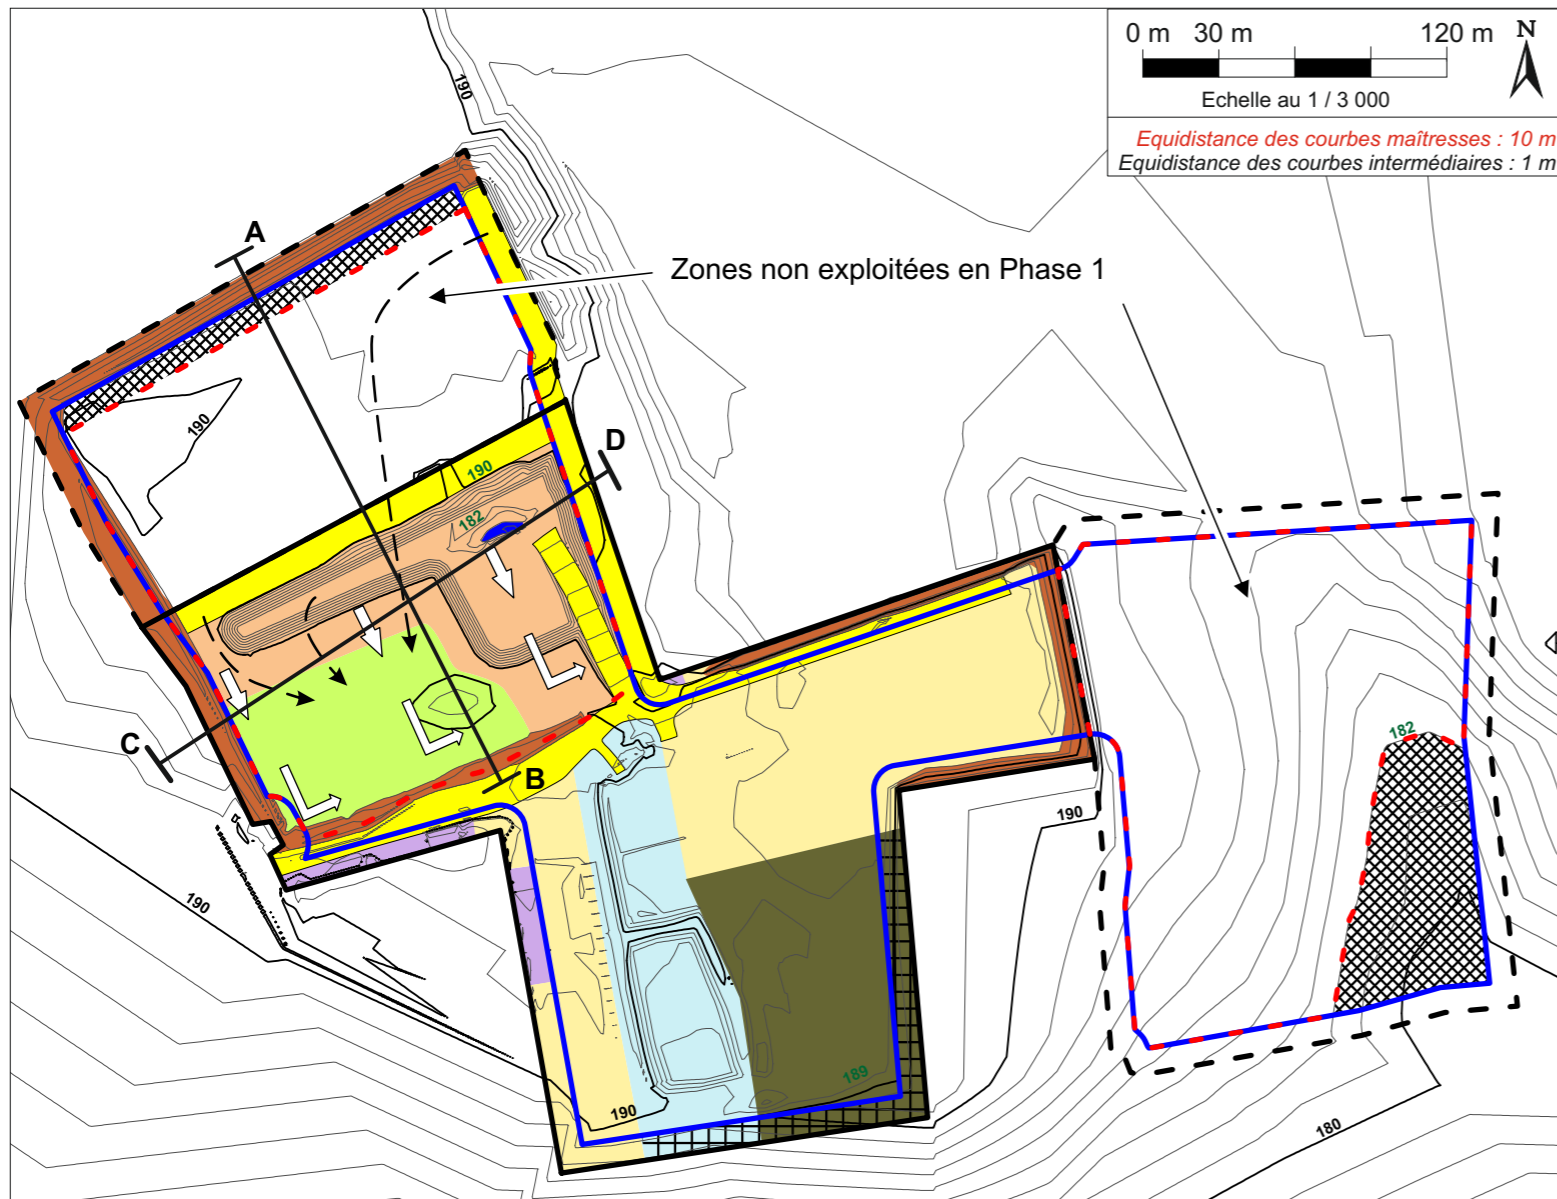 0 m 30 m 120 m
N
Echelle au 1 / 3 000
Equidistance des courbes maîtresses : 10 m
Equidistance des courbes intermédiaires : 1 m
190
A
Zones non exploitées en Phase 1
190
D
190
182
C
B
182
190
190
189
190
180